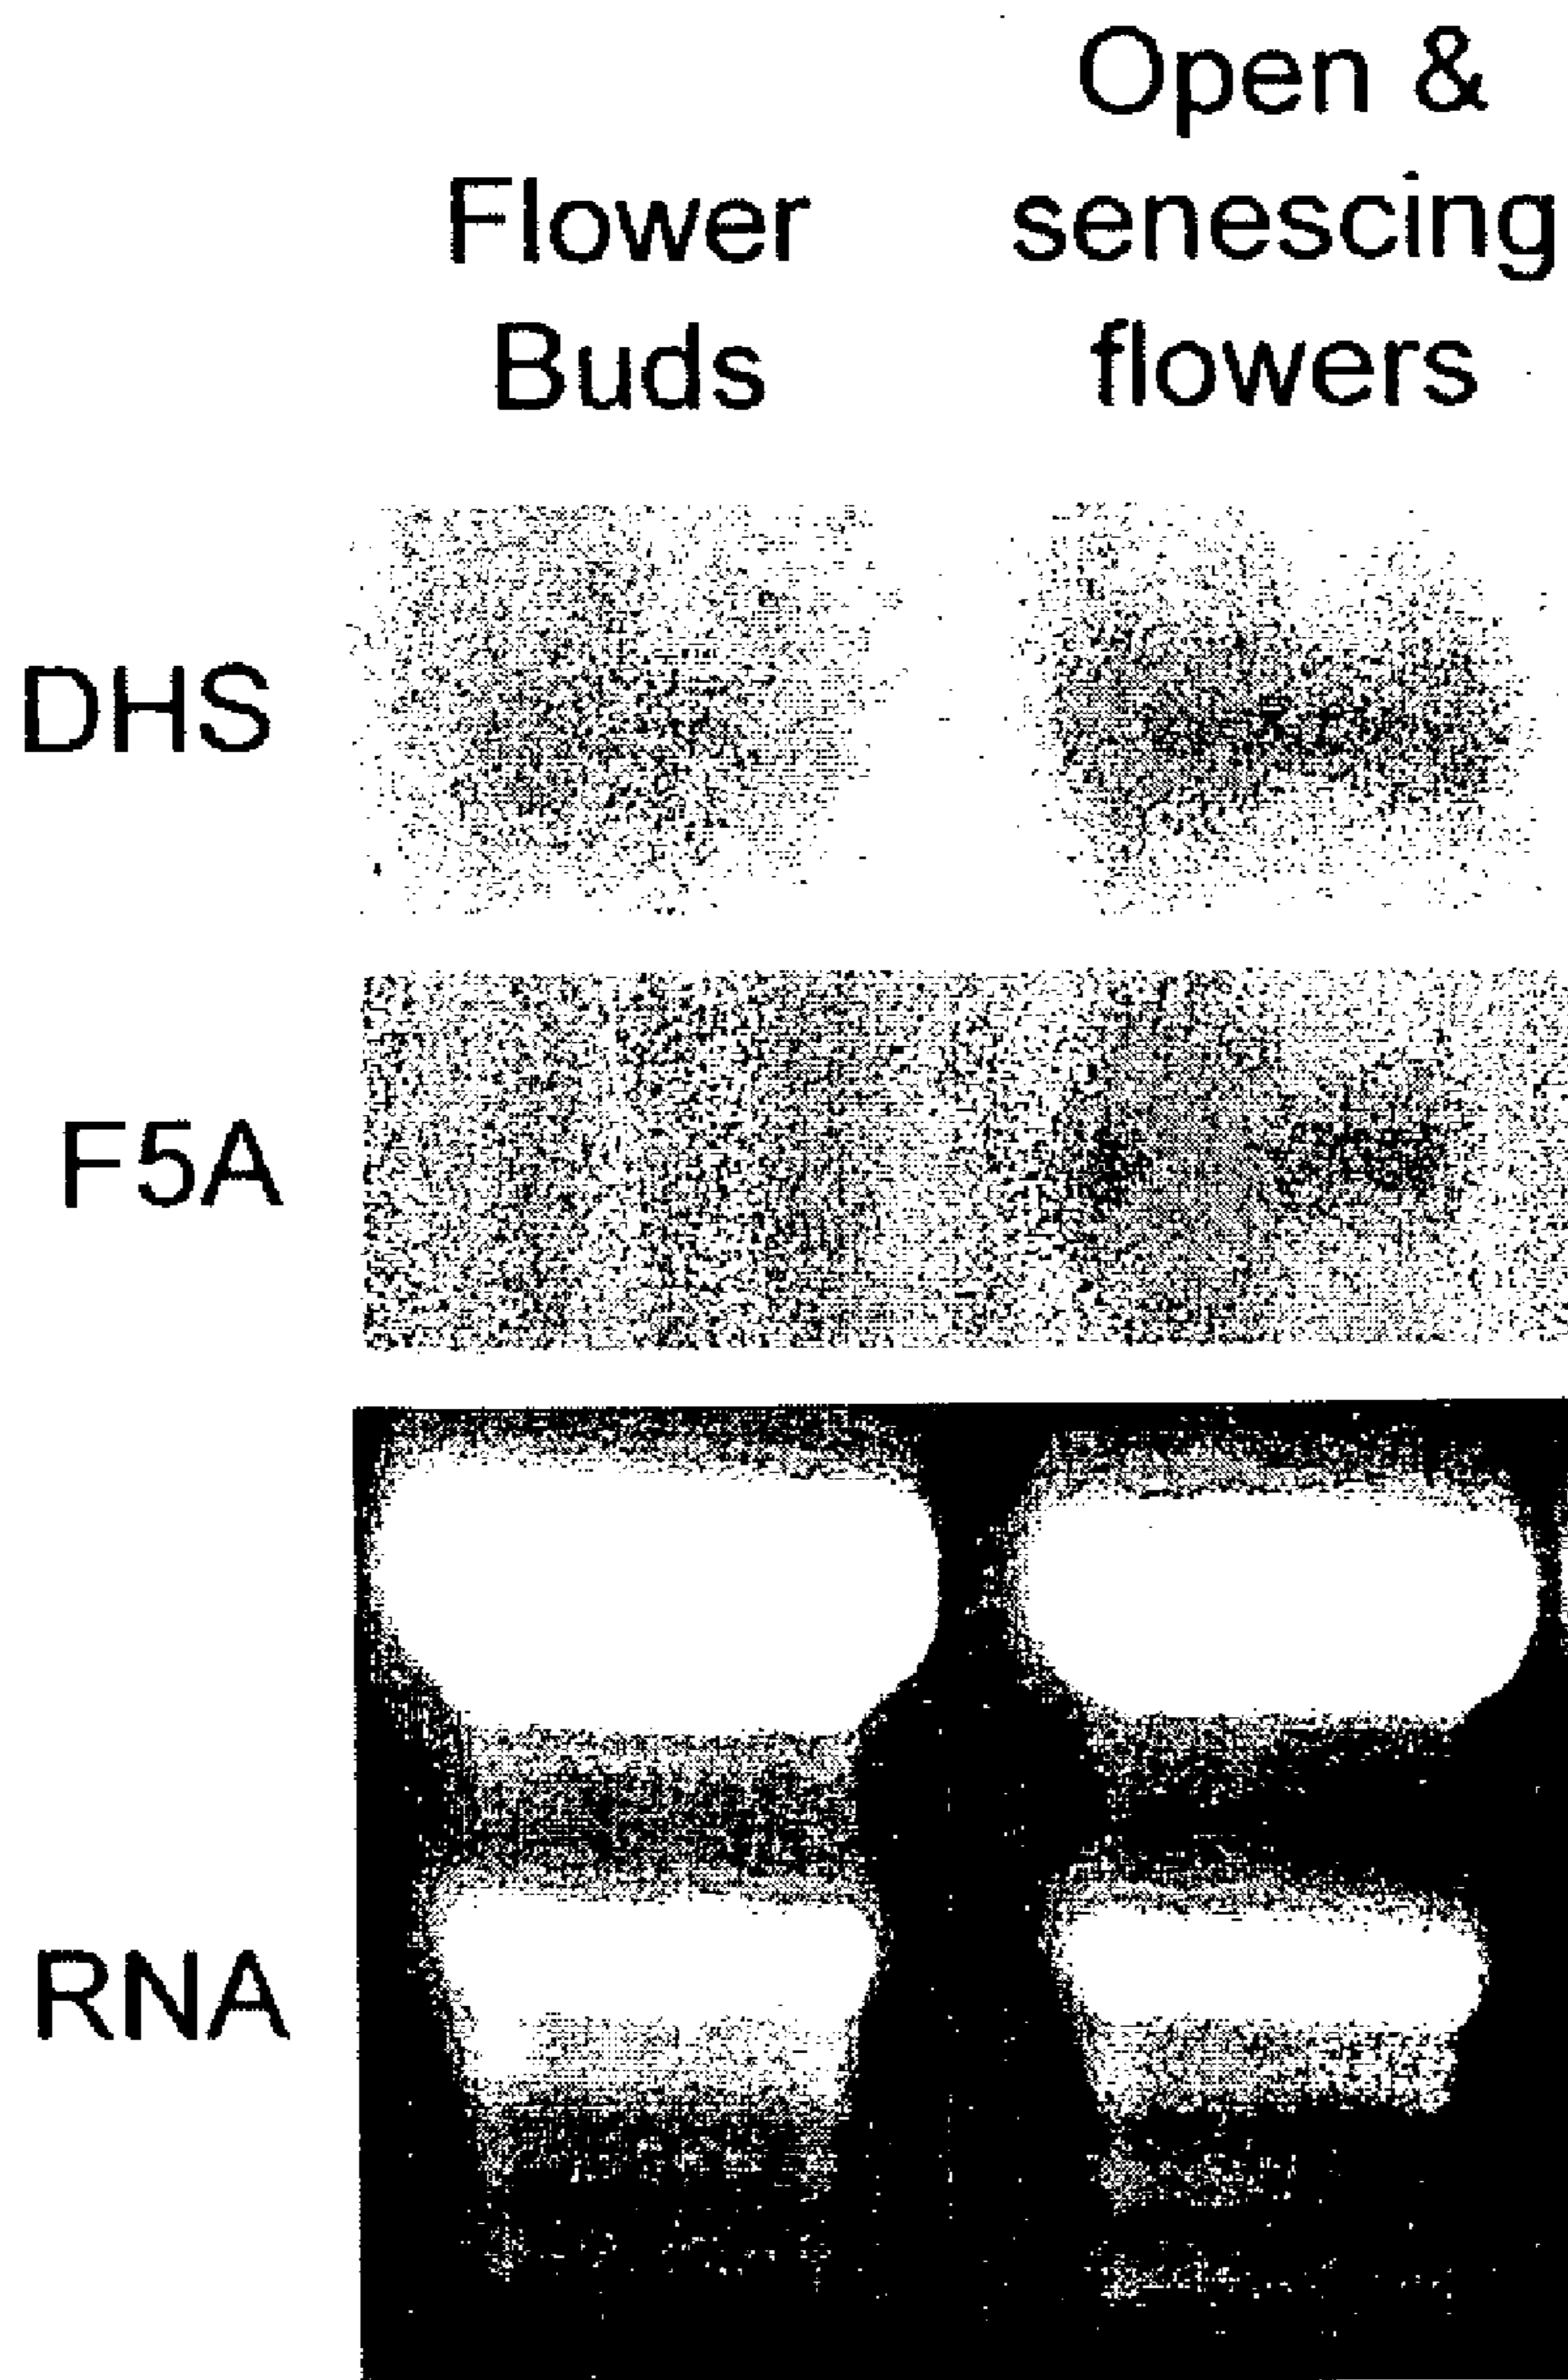 Flower
Buds
Open &
senescing
flowers
DHS
F5A
RNA